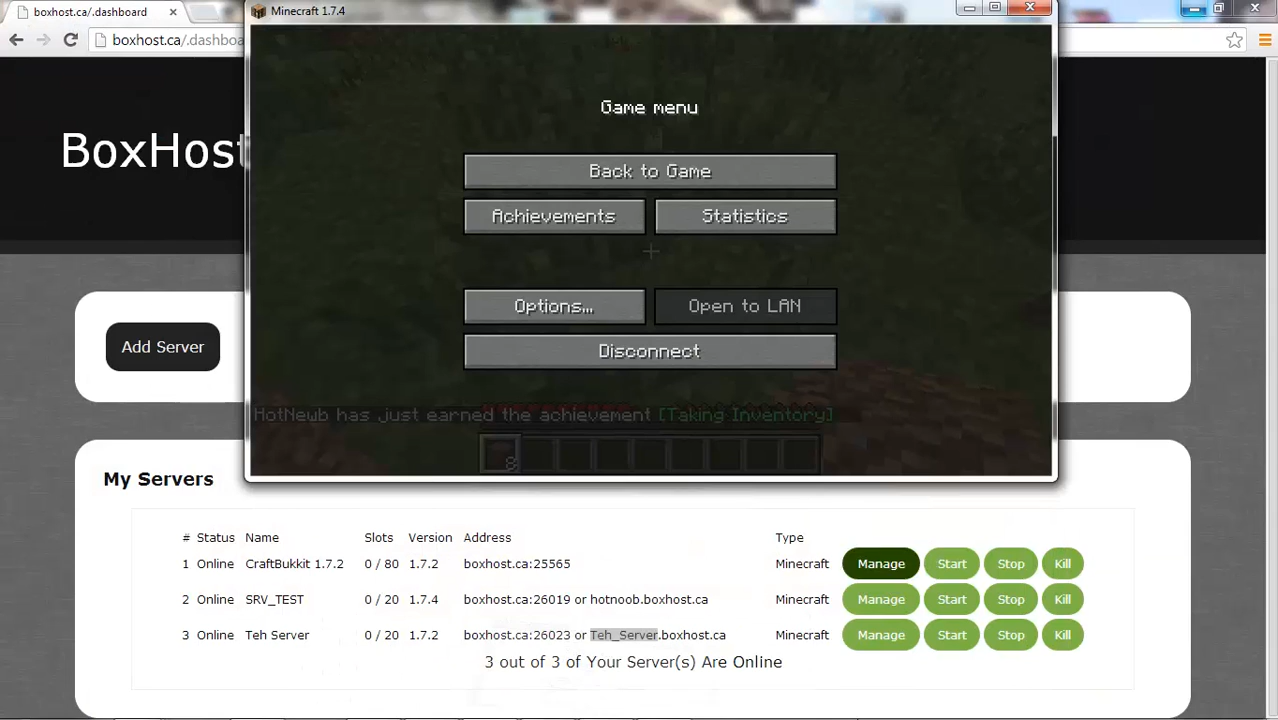 boxhost.ca/.dashboard
Minecraft 1.7.4
boxhost.ca/.dashboa
BoxHost
Game menu
Back to Game
Achievements Statistics
Options... Open to LAN
Disconnect
HotNewb has just earned the achievement [Taking Inventory]
8
Add Server
My Servers
# Status Name Slots Version Address Type
1 Online CraftBukkit 1.7.2 0 / 80 1.7.2 boxhost.ca:25565 Minecraft Manage Start Stop Kill
2 Online SRV_TEST 0 / 20 1.7.4 boxhost.ca:26019 or hotnoob.boxhost.ca Minecraft Manage Start Stop Kill
3 Online Teh Server 0 / 20 1.7.2 boxhost.ca:26023 or Teh_Server.boxhost.ca Minecraft Manage Start Stop Kill
3 out of 3 of Your Server(s) Are Online